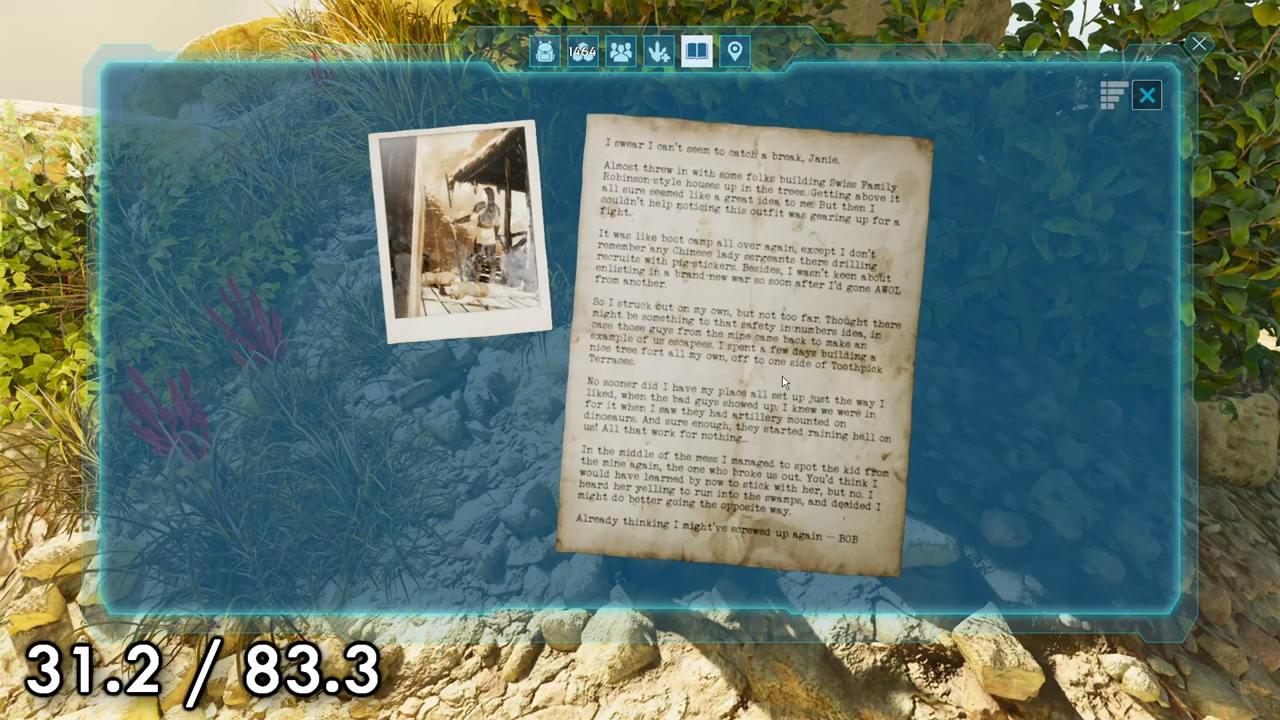 1464
I swear I can't seem to catch a break, Janie.
Almost threw in with some folks building Swiss Family
Robinson-style houses up in the trees. Getting above it
all sure seemed like a great idea to me. But then I
couldn't help noticing this outfit was gearing up for a
fight.
It was like boot camp all over again, except I don't
remember any Chinese lady sergeants there drilling
recruits with pig-stickers. Besides, I wasn't keen about
enlisting in a brand-new war so soon after I'd gone AWOL
from another.
So I struck out on my own, but not too far. Thought there
might be something to that safety in numbers idea, in
case those guys from the mine came back to make an
example of us escapees. I spent a few days building a
nice tree fort all my own, off to one side of Toothpick
Terraces.
No sooner did I have my place all set up just the way I
liked, when the bad guys showed up. I knew we were in
for it when I saw they had artillery mounted on
dinosaurs. And sure enough, they started raining hell on
us! All that work for nothing…
In the middle of the mess I managed to spot the kid from
the mine again, the one who broke us out. You'd think I
would have learned by now to stick with her, but no. I
heard her yelling to run into the swamps, and decided I
might do better going the opposite way.
Already thinking I might've screwed up again -- BOB
31.2 / 83.3